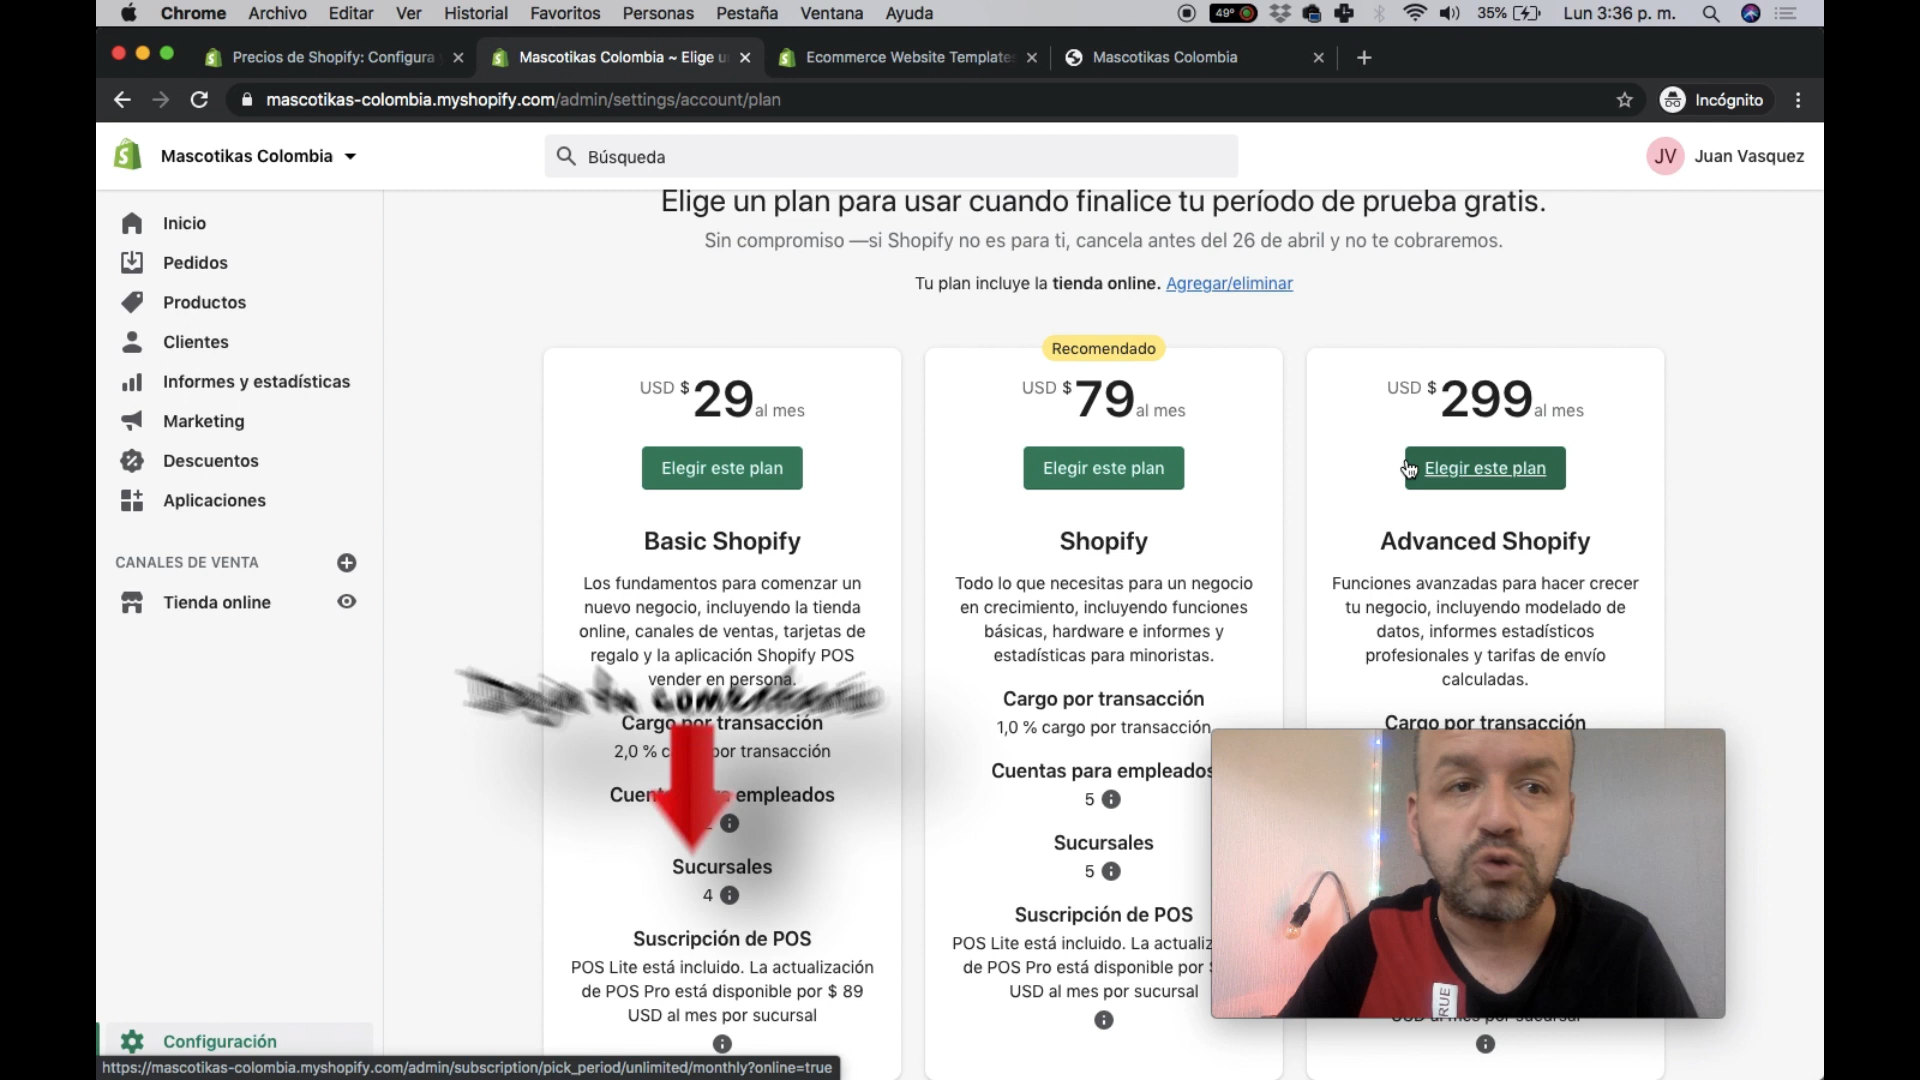 Chrome Archivo Editar Ver Historial Favoritos Personas Pestaña Ventana Ayuda
49° 35% Lun 3:36 p. m.
Precios de Shopify: Configura
Mascotikas Colombia ~ Elige u
Ecommerce Website Templates
Mascotikas Colombia
mascotikas-colombia.myshopify.com/admin/settings/account/plan
Incógnito
Mascotikas Colombia
Búsqueda
JV Juan Vasquez
Inicio
Pedidos
Productos
Clientes
Informes y estadísticas
Marketing
Descuentos
Aplicaciones
CANALES DE VENTA
Tienda online
Configuración
Elige un plan para usar cuando finalice tu período de prueba gratis.
Sin compromiso —si Shopify no es para ti, cancela antes del 26 de abril y no te cobraremos.
Tu plan incluye la tienda online. Agregar/eliminar
USD $29 al mes
Elegir este plan
Basic Shopify
Los fundamentos para comenzar un
nuevo negocio, incluyendo la tienda
online, canales de ventas, tarjetas de
regalo y la aplicación Shopify POS
vender en persona.
Cargo por transacción
2,0 % por transacción
empleados
Sucursales
4
Suscripción de POS
POS Lite está incluido. La actualización
de POS Pro está disponible por $ 89
USD al mes por sucursal
Recomendado
USD $79 al mes
Elegir este plan
Shopify
Todo lo que necesitas para un negocio
en crecimiento, incluyendo funciones
básicas, hardware e informes y
estadísticas para minoristas.
Cargo por transacción
1,0 % cargo por transacción
Cuentas para empleados
5
Sucursales
5
Suscripción de POS
POS Lite está incluido. La
de POS Pro está disponible por
USD al mes por sucursal
USD $299 al mes
Elegir este plan
Advanced Shopify
Funciones avanzadas para hacer crecer
tu negocio, incluyendo modelado de
datos, informes estadísticos
profesionales y tarifas de envío
calculadas.
Cargo por transacción
RUE
https://mascotikas-colombia.myshopify.com/admin/subscription/pick_period/unlimited/monthly?online=true